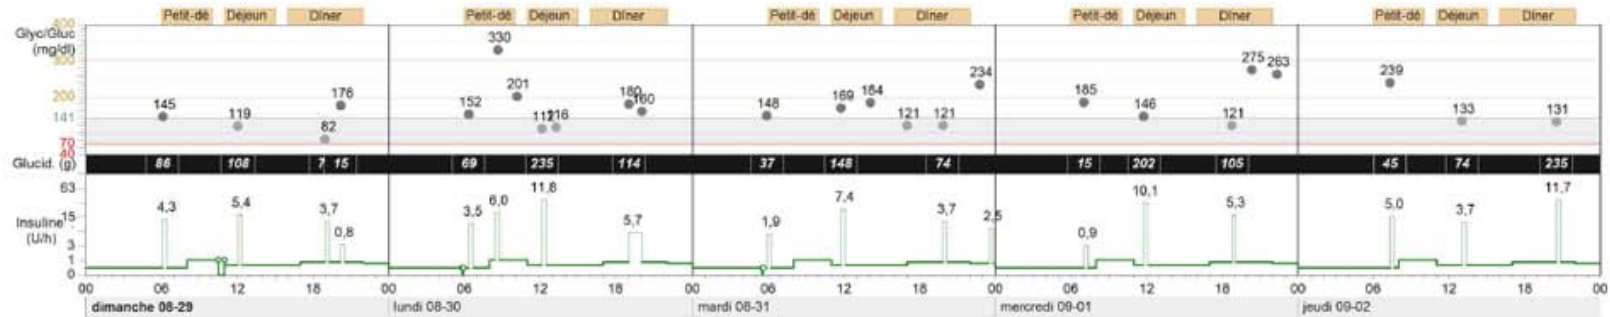 Petit-dé Déjeun Dîner Petit-dé Déjeun Dîner Petit-dé Déjeun Dîner Petit-dé Déjeun Dîner Petit-dé Déjeun Dîner
400
Glyc/Gluc
(mg/dl)
300
200
141
70
40
145 119 82 176 152 330 201 117 116 180 160 148 169 184 121 121 234 185 146 121 275 263 239 133 131
Glucid. (g) 86 108 7 15 69 235 114 37 148 74 15 202 105 45 74 235
63
15
Insuline
(U/h)
3
1
0
4,3 5,4 3,7 0,8 3,5 6,0 11,8 5,7 1,9 7,4 3,7 2,5 0,9 10,1 5,3 5,0 3,7 11,7
00 06 12 18 00 06 12 18 00 06 12 18 00 06 12 18 00 06 12 18 00
dimanche 08-29 lundi 08-30 mardi 08-31 mercredi 09-01 jeudi 09-02